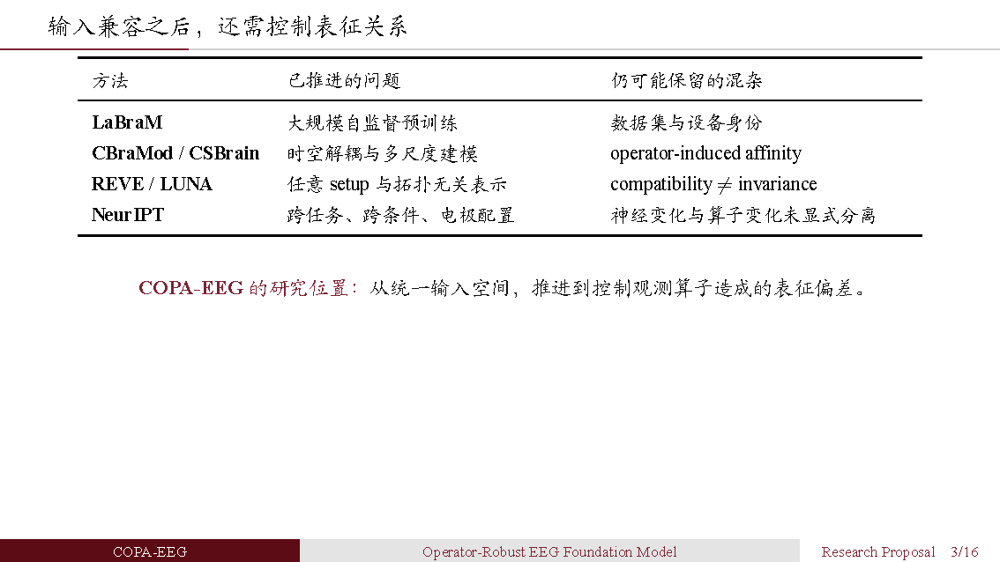 输入兼容之后，还需控制表征关系
方法 已推进的问题 仍可能保留的混杂
LaBraM 大规模自监督预训练 数据集与设备身份
CBraMod / CSBrain 时空解耦与多尺度建模 operator-induced affinity
REVE / LUNA 任意 setup 与拓扑无关表示 compatibility ≠ invariance
NeurIPT 跨任务、跨条件、电极配置 神经变化与算子变化未显式分离
COPA-EEG 的研究位置：从统一输入空间，推进到控制观测算子造成的表征偏差。
COPA-EEG Operator-Robust EEG Foundation Model Research Proposal 3/16